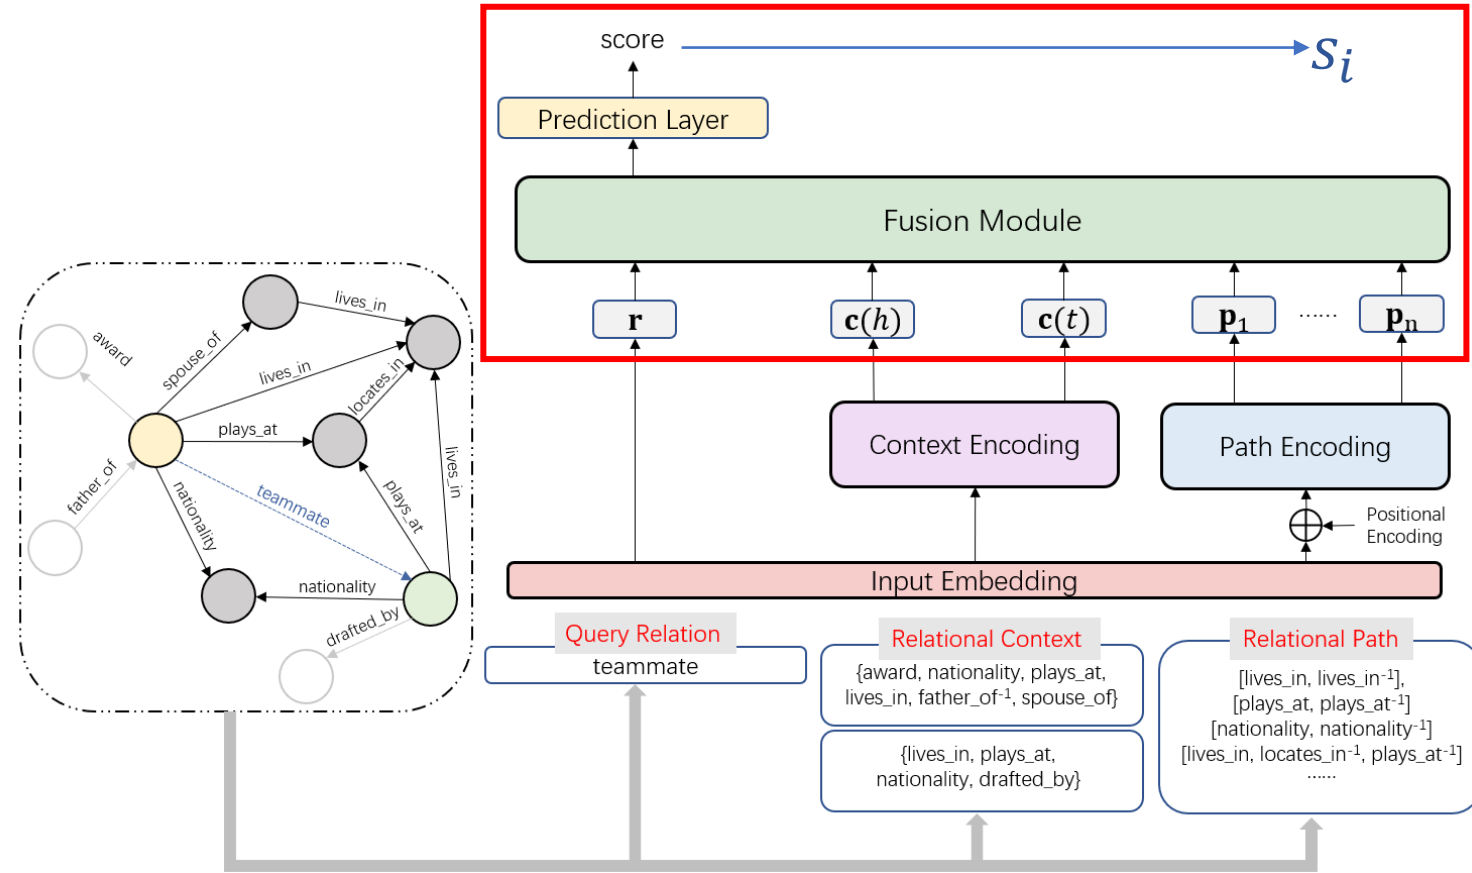 score
s_i
Prediction Layer
Fusion Module
r
c(h)
c(t)
p_1
......
p_n
Context Encoding
Path Encoding
Positional
Encoding
Input Embedding
lives_in
award
spouse_of
lives_in
locates_in
plays_at
lives_in
father_of
teammate
plays_at
nationality
nationality
drafted_by
Query Relation
teammate
Relational Context
{award, nationality, plays_at,
lives_in, father_of⁻¹, spouse_of}
{lives_in, plays_at,
nationality, drafted_by}
Relational Path
[lives_in, lives_in⁻¹],
[plays_at, plays_at⁻¹]
[nationality, nationality⁻¹]
[lives_in, locates_in⁻¹, plays_at⁻¹]
......